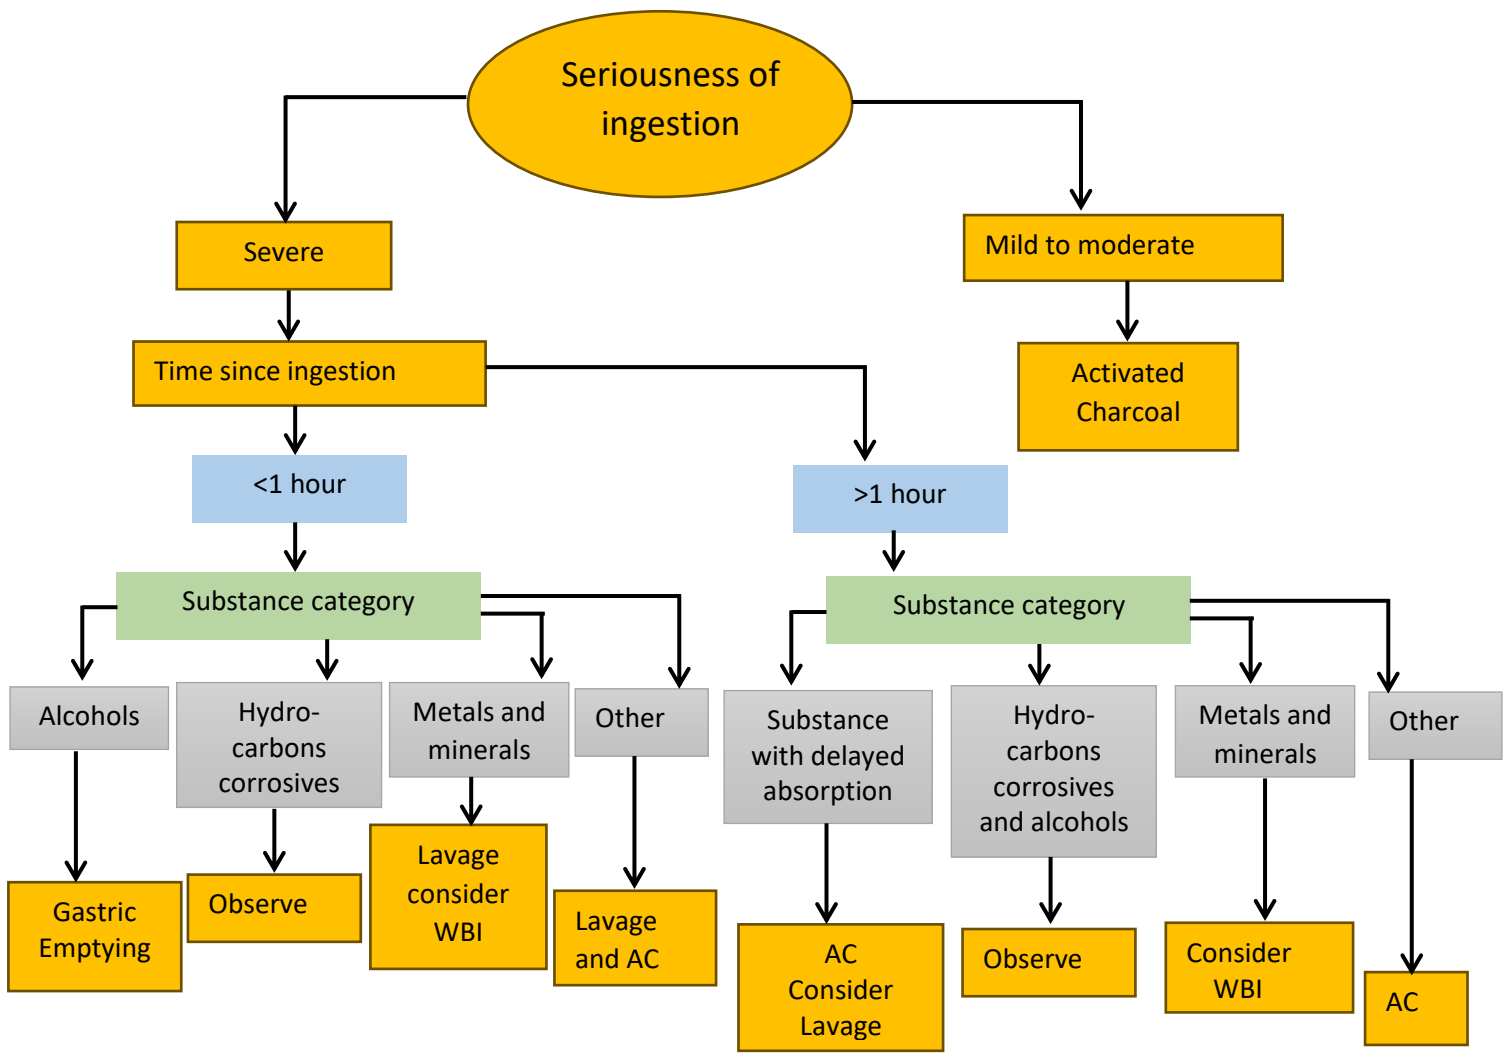 Seriousness of
ingestion
Severe
Mild to moderate
Time since ingestion
Activated
Charcoal
<1 hour
>1 hour
Substance category
Substance category
Alcohols
Hydro-
carbons
corrosives
Metals and
minerals
Other
Substance
with delayed
absorption
Hydro-
carbons
corrosives
and alcohols
Metals and
minerals
Other
Gastric
Emptying
Observe
Lavage
consider
WBI
Lavage
and AC
AC
Consider
Lavage
Observe
Consider
WBI
AC